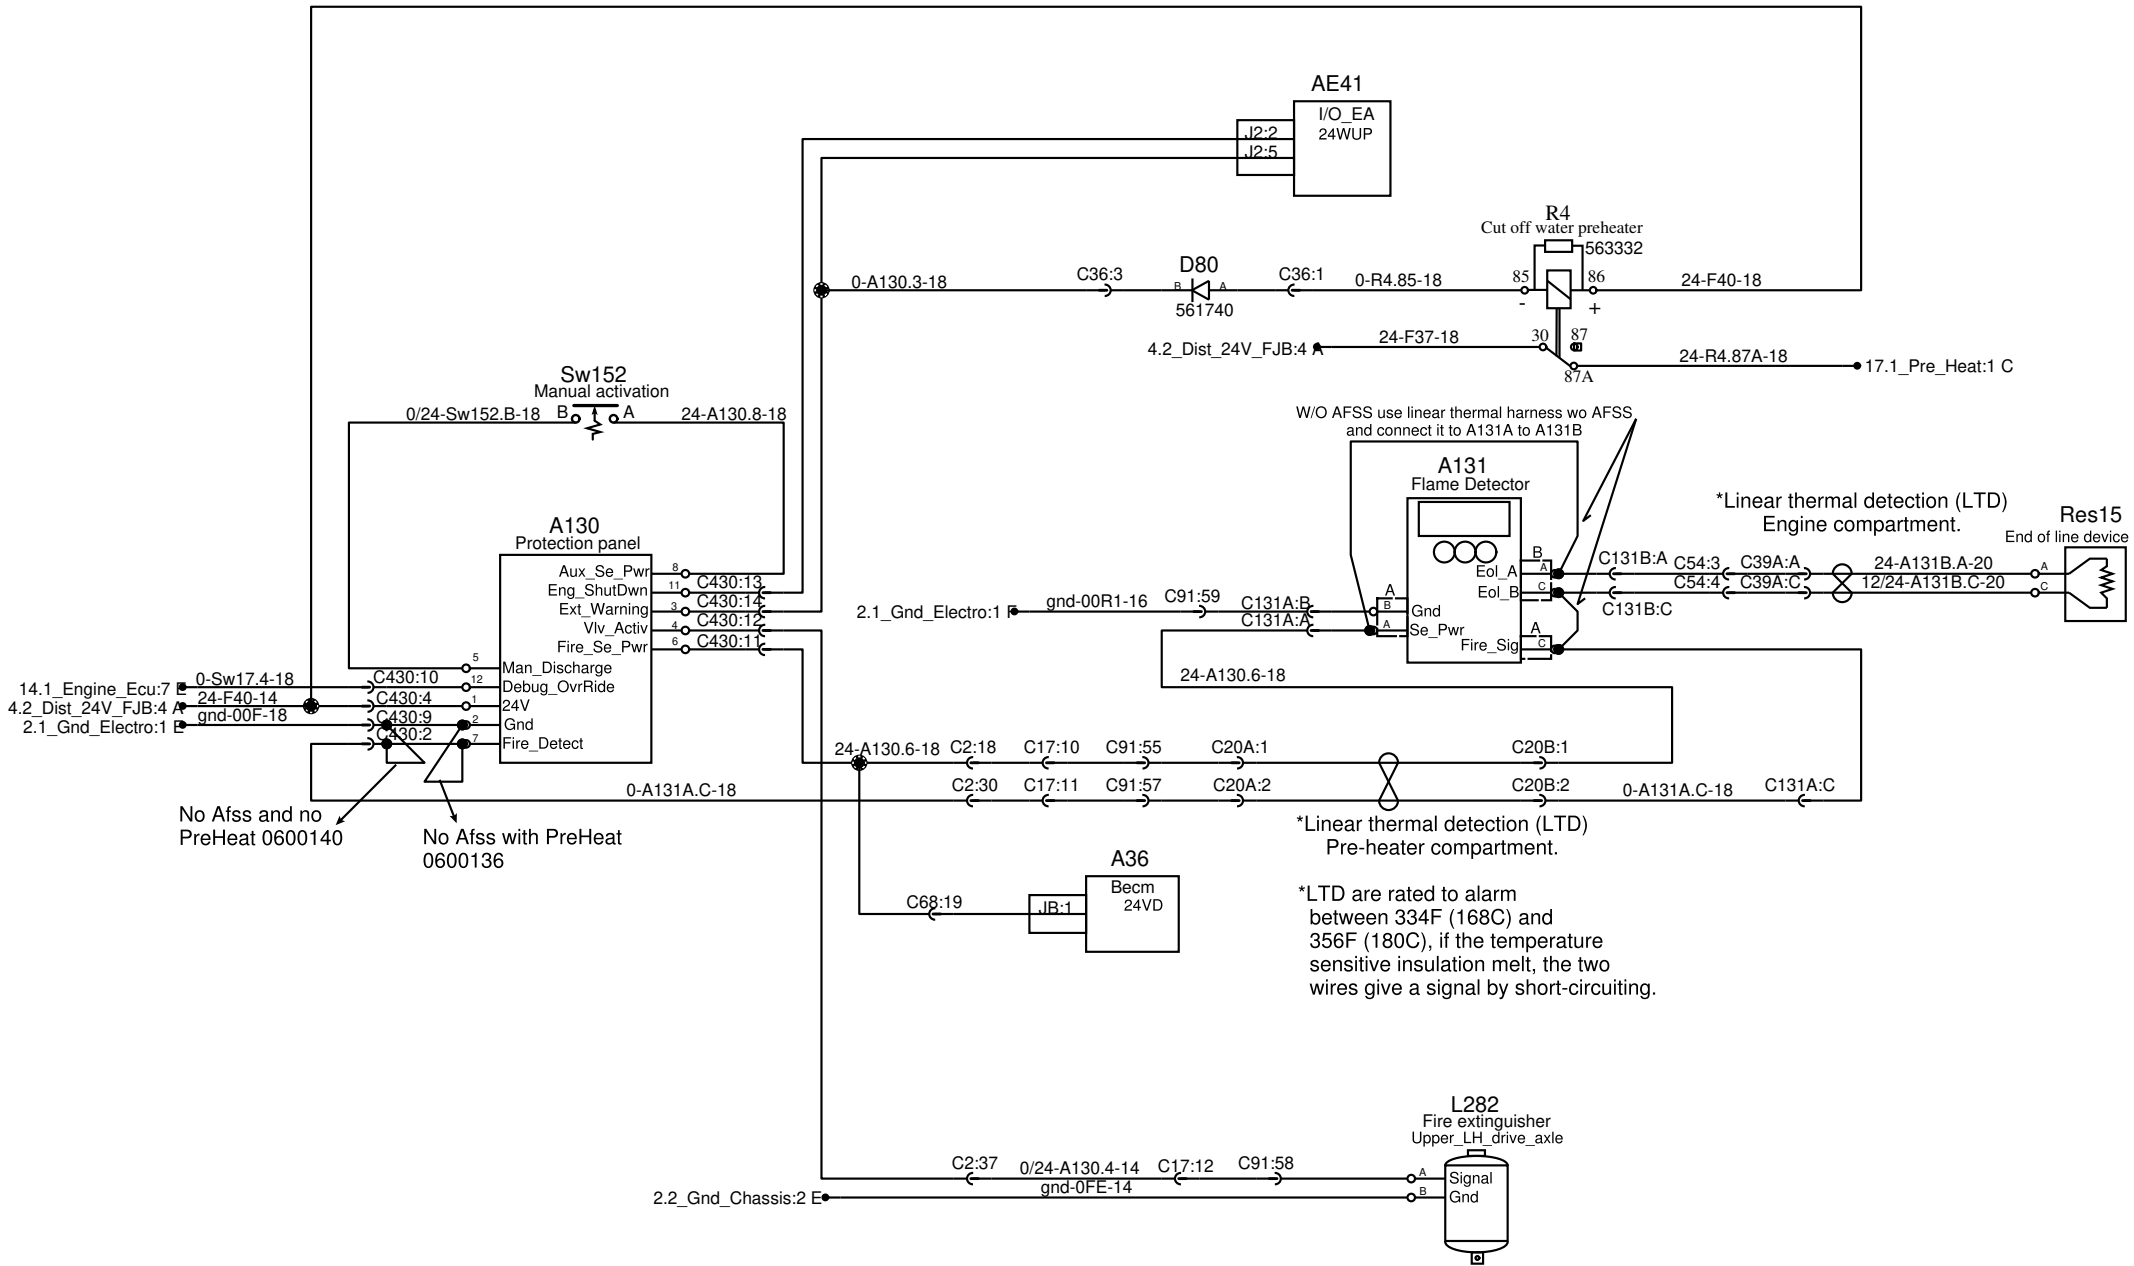 AE41
I/O_EA
24WUP
J2:2
J2:5
R4
Cut off water preheater
563332
85
86
-
+
0-A130.3-18
C36:3
D80
B
A
561740
C36:1
0-R4.85-18
24-F40-18
4.2_Dist_24V_FJB:4 A
24-F37-18
30
87
87A
24-R4.87A-18
17.1_Pre_Heat:1 C
Sw152
Manual activation
0/24-Sw152.B-18
B
A
24-A130.8-18
W/O AFSS use linear thermal harness wo AFSS
and connect it to A131A to A131B
A131
Flame Detector
B
Eol_A
A
Eol_B
C
A
B
Gnd
A
Se_Pwr
A
Fire_Sig
C
*Linear thermal detection (LTD)
Engine compartment.
Res15
End of line device
C131B:A
C54:3
C39A:A
24-A131B.A-20
A
C131B:C
C54:4
C39A:C
12/24-A131B.C-20
C
2.1_Gnd_Electro:1 F
gnd-00R1-16
C91:59
C131A:B
C131A:A
24-A130.6-18
A130
Protection panel
Aux_Se_Pwr
8
Eng_ShutDwn
11
C430:13
Ext_Warning
3
C430:14
Vlv_Activ
4
C430:12
Fire_Se_Pwr
6
C430:11
5
Man_Discharge
14.1_Engine_Ecu:7 E
0-Sw17.4-18
C430:10
12
Debug_OvrRide
4.2_Dist_24V_FJB:4 A
24-F40-14
C430:4
1
24V
2.1_Gnd_Electro:1 E
gnd-00F-18
C430:9
2
Gnd
C430:2
7
Fire_Detect
24-A130.6-18
C2:18
C17:10
C91:55
C20A:1
C20B:1
0-A131A.C-18
C2:30
C17:11
C91:57
C20A:2
C20B:2
0-A131A.C-18
C131A:C
No Afss and no
PreHeat 0600140
No Afss with PreHeat
0600136
*Linear thermal detection (LTD)
Pre-heater compartment.
A36
Becm
24VD
C68:19
JB:1
*LTD are rated to alarm
between 334F (168C) and
356F (180C), if the temperature
sensitive insulation melt, the two
wires give a signal by short-circuiting.
L282
Fire extinguisher
Upper_LH_drive_axle
C2:37
0/24-A130.4-14
C17:12
C91:58
A
Signal
2.2_Gnd_Chassis:2 E
gnd-0FE-14
B
Gnd